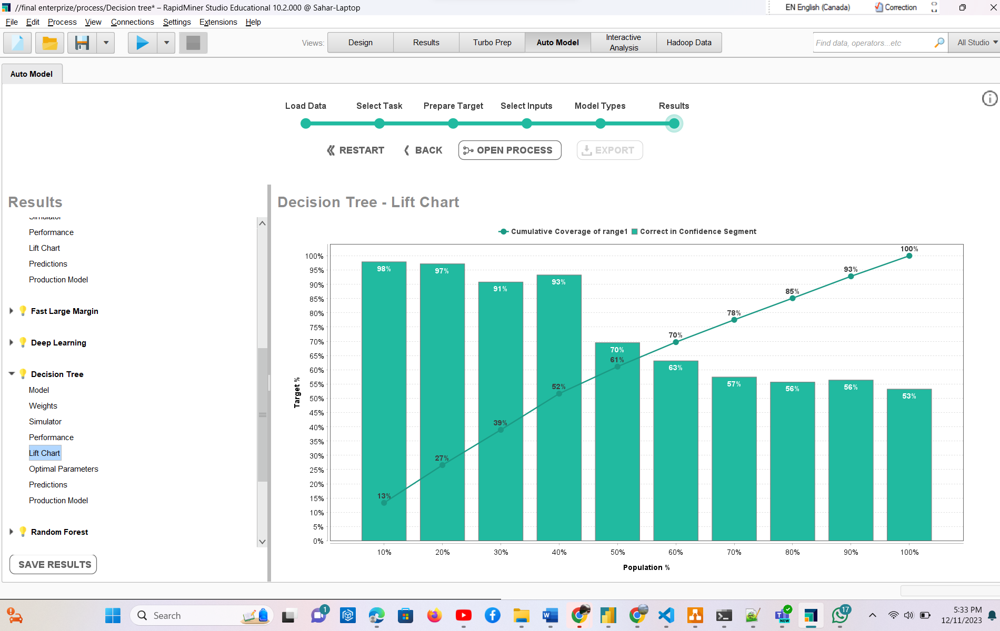 //final enterprize/process/Decision tree* – RapidMiner Studio Educational 10.2.000 @ Sahar-Laptop
EN English (Canada) Correction
File Edit Process View Connections Settings Extensions Help
Views: Design Results Turbo Prep Auto Model Interactive Analysis Hadoop Data
Find data, operators...etc All Studio
Auto Model
Load Data Select Task Prepare Target Select Inputs Model Types Results
RESTART BACK OPEN PROCESS EXPORT
Results
Simulator
Performance
Lift Chart
Predictions
Production Model
Fast Large Margin
Deep Learning
Decision Tree
Model
Weights
Simulator
Performance
Lift Chart
Optimal Parameters
Predictions
Production Model
Random Forest
SAVE RESULTS
Decision Tree - Lift Chart
Cumulative Coverage of range1 Correct in Confidence Segment
Target %
100%
95%
90%
85%
80%
75%
70%
65%
60%
55%
50%
45%
40%
35%
30%
25%
20%
15%
10%
5%
0%
98% 97% 91% 93% 70% 63% 57% 56% 56% 53%
13% 27% 39% 52% 61% 70% 78% 85% 93% 100%
10% 20% 30% 40% 50% 60% 70% 80% 90% 100%
Population %
Search
1
NEW
17
5:33 PM
12/11/2023